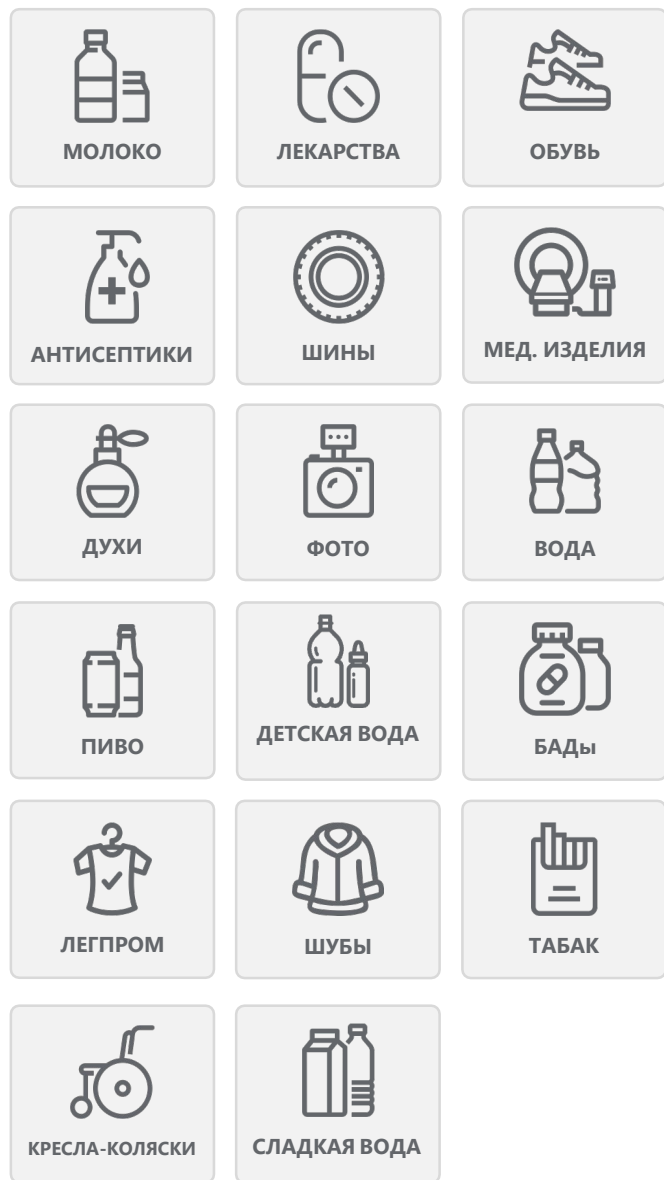 МОЛОКО
ЛЕКАРСТВА
ОБУВЬ
АНТИСЕПТИКИ
ШИНЫ
МЕД. ИЗДЕЛИЯ
ДУХИ
ФОТО
ВОДА
ПИВО
ДЕТСКАЯ ВОДА
БАДы
ЛЕГПРОМ
ШУБЫ
ТАБАК
КРЕСЛА-КОЛЯСКИ
СЛАДКАЯ ВОДА